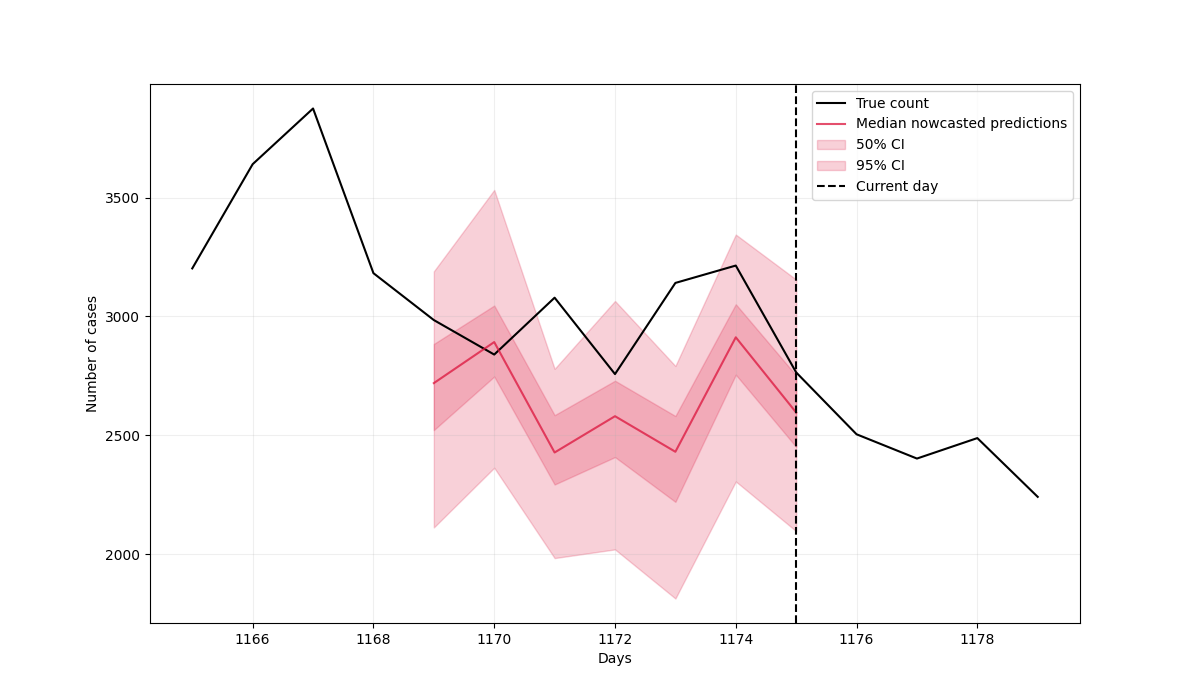 True count
Median nowcasted predictions
50% CI
95% CI
Current day
3500
3000
2500
2000
Number of cases
1166 1168 1170 1172 1174 1176 1178
Days